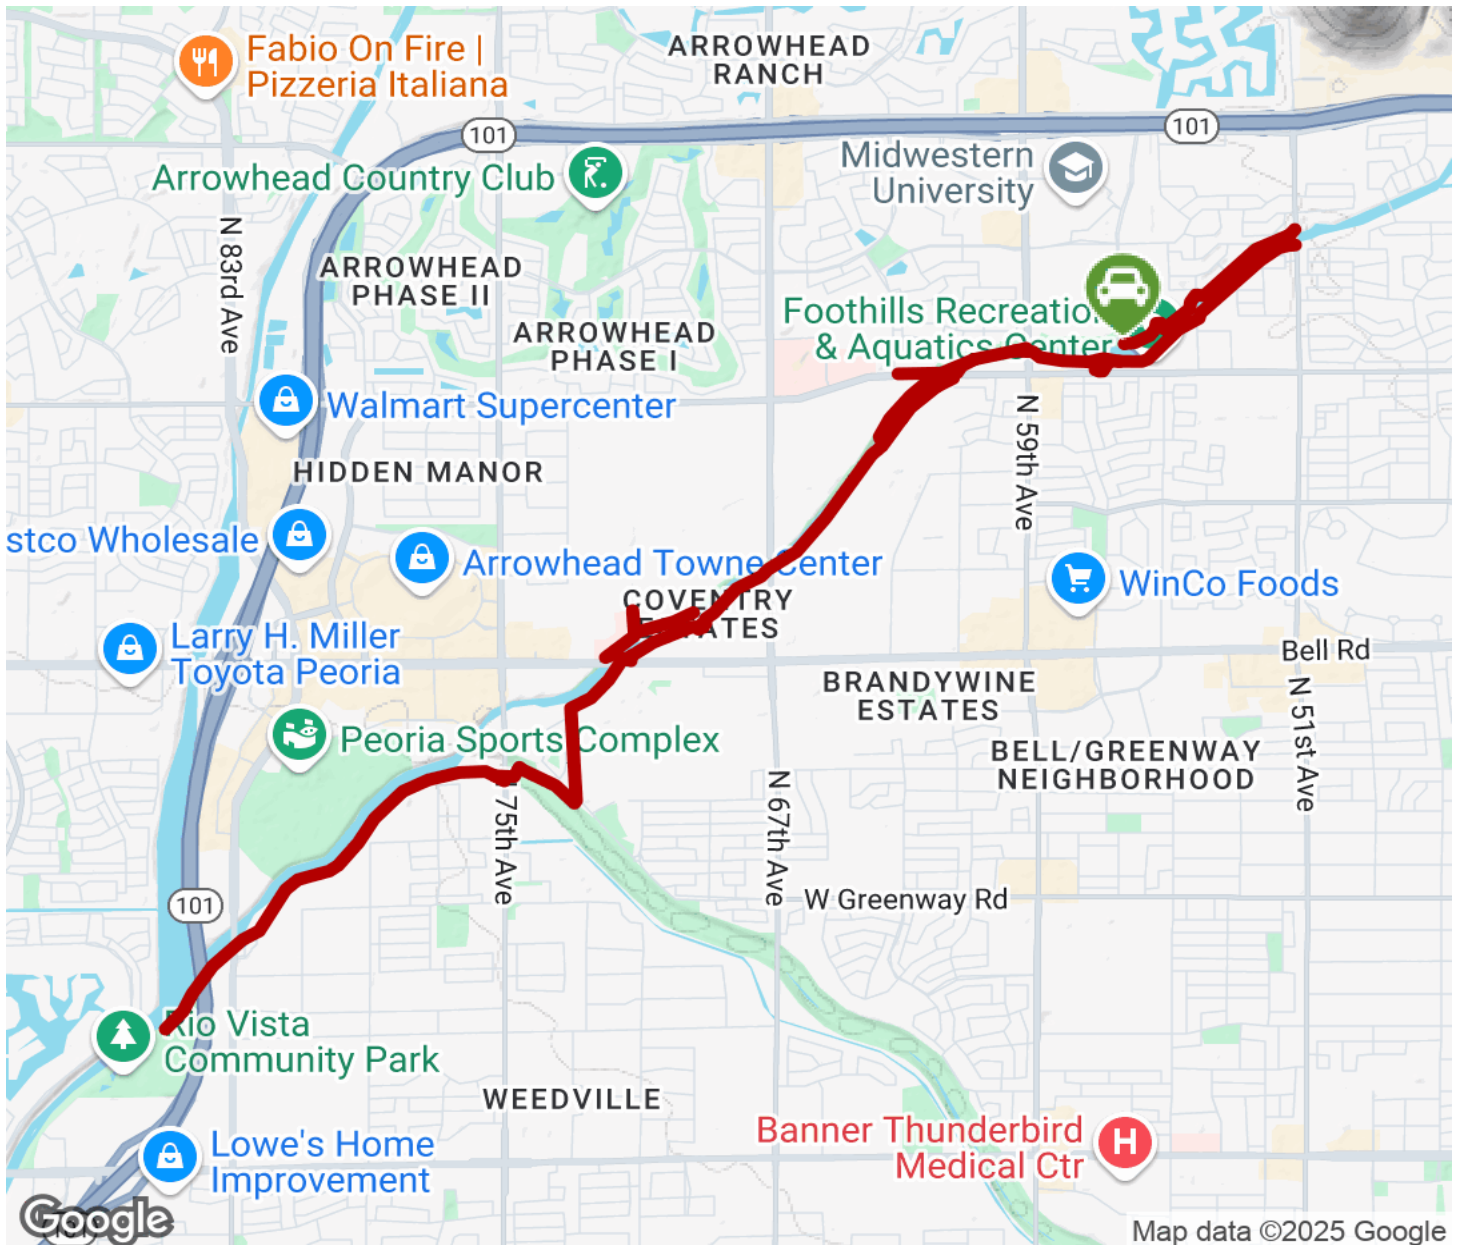 Fabio On Fire |
Pizzeria Italiana
ARROWHEAD
RANCH
101
101
Midwestern
University
Arrowhead Country Club
N 83rd Ave
ARROWHEAD
PHASE II
ARROWHEAD
PHASE I
Foothills Recreation
& Aquatics Center
Walmart Supercenter
N 59th Ave
HIDDEN MANOR
stco Wholesale
Arrowhead Towne Center
WinCo Foods
COVENTRY
ESTATES
Larry H. Miller
Toyota Peoria
Bell Rd
BRANDYWINE
ESTATES
N 51st Ave
Peoria Sports Complex
BELL/GREENWAY
NEIGHBORHOOD
N 75th Ave
N 67th Ave
W Greenway Rd
101
Rio Vista
Community Park
WEEDVILLE
Banner Thunderbird
Medical Ctr
H
Lowe's Home
Improvement
Google
Map data ©2025 Google